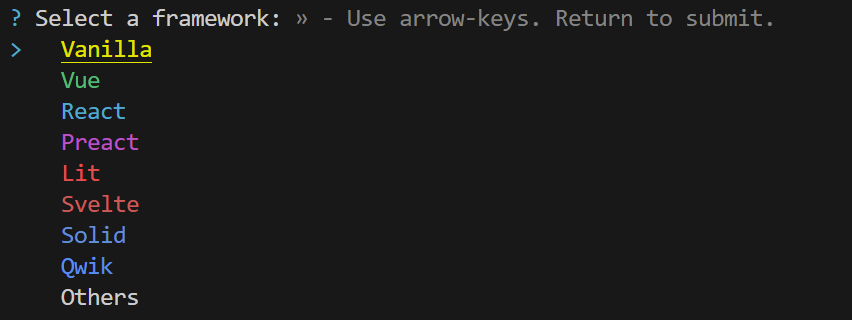 ? Select a framework: » - Use arrow-keys. Return to submit.
> Vanilla
Vue
React
Preact
Lit
Svelte
Solid
Qwik
Others